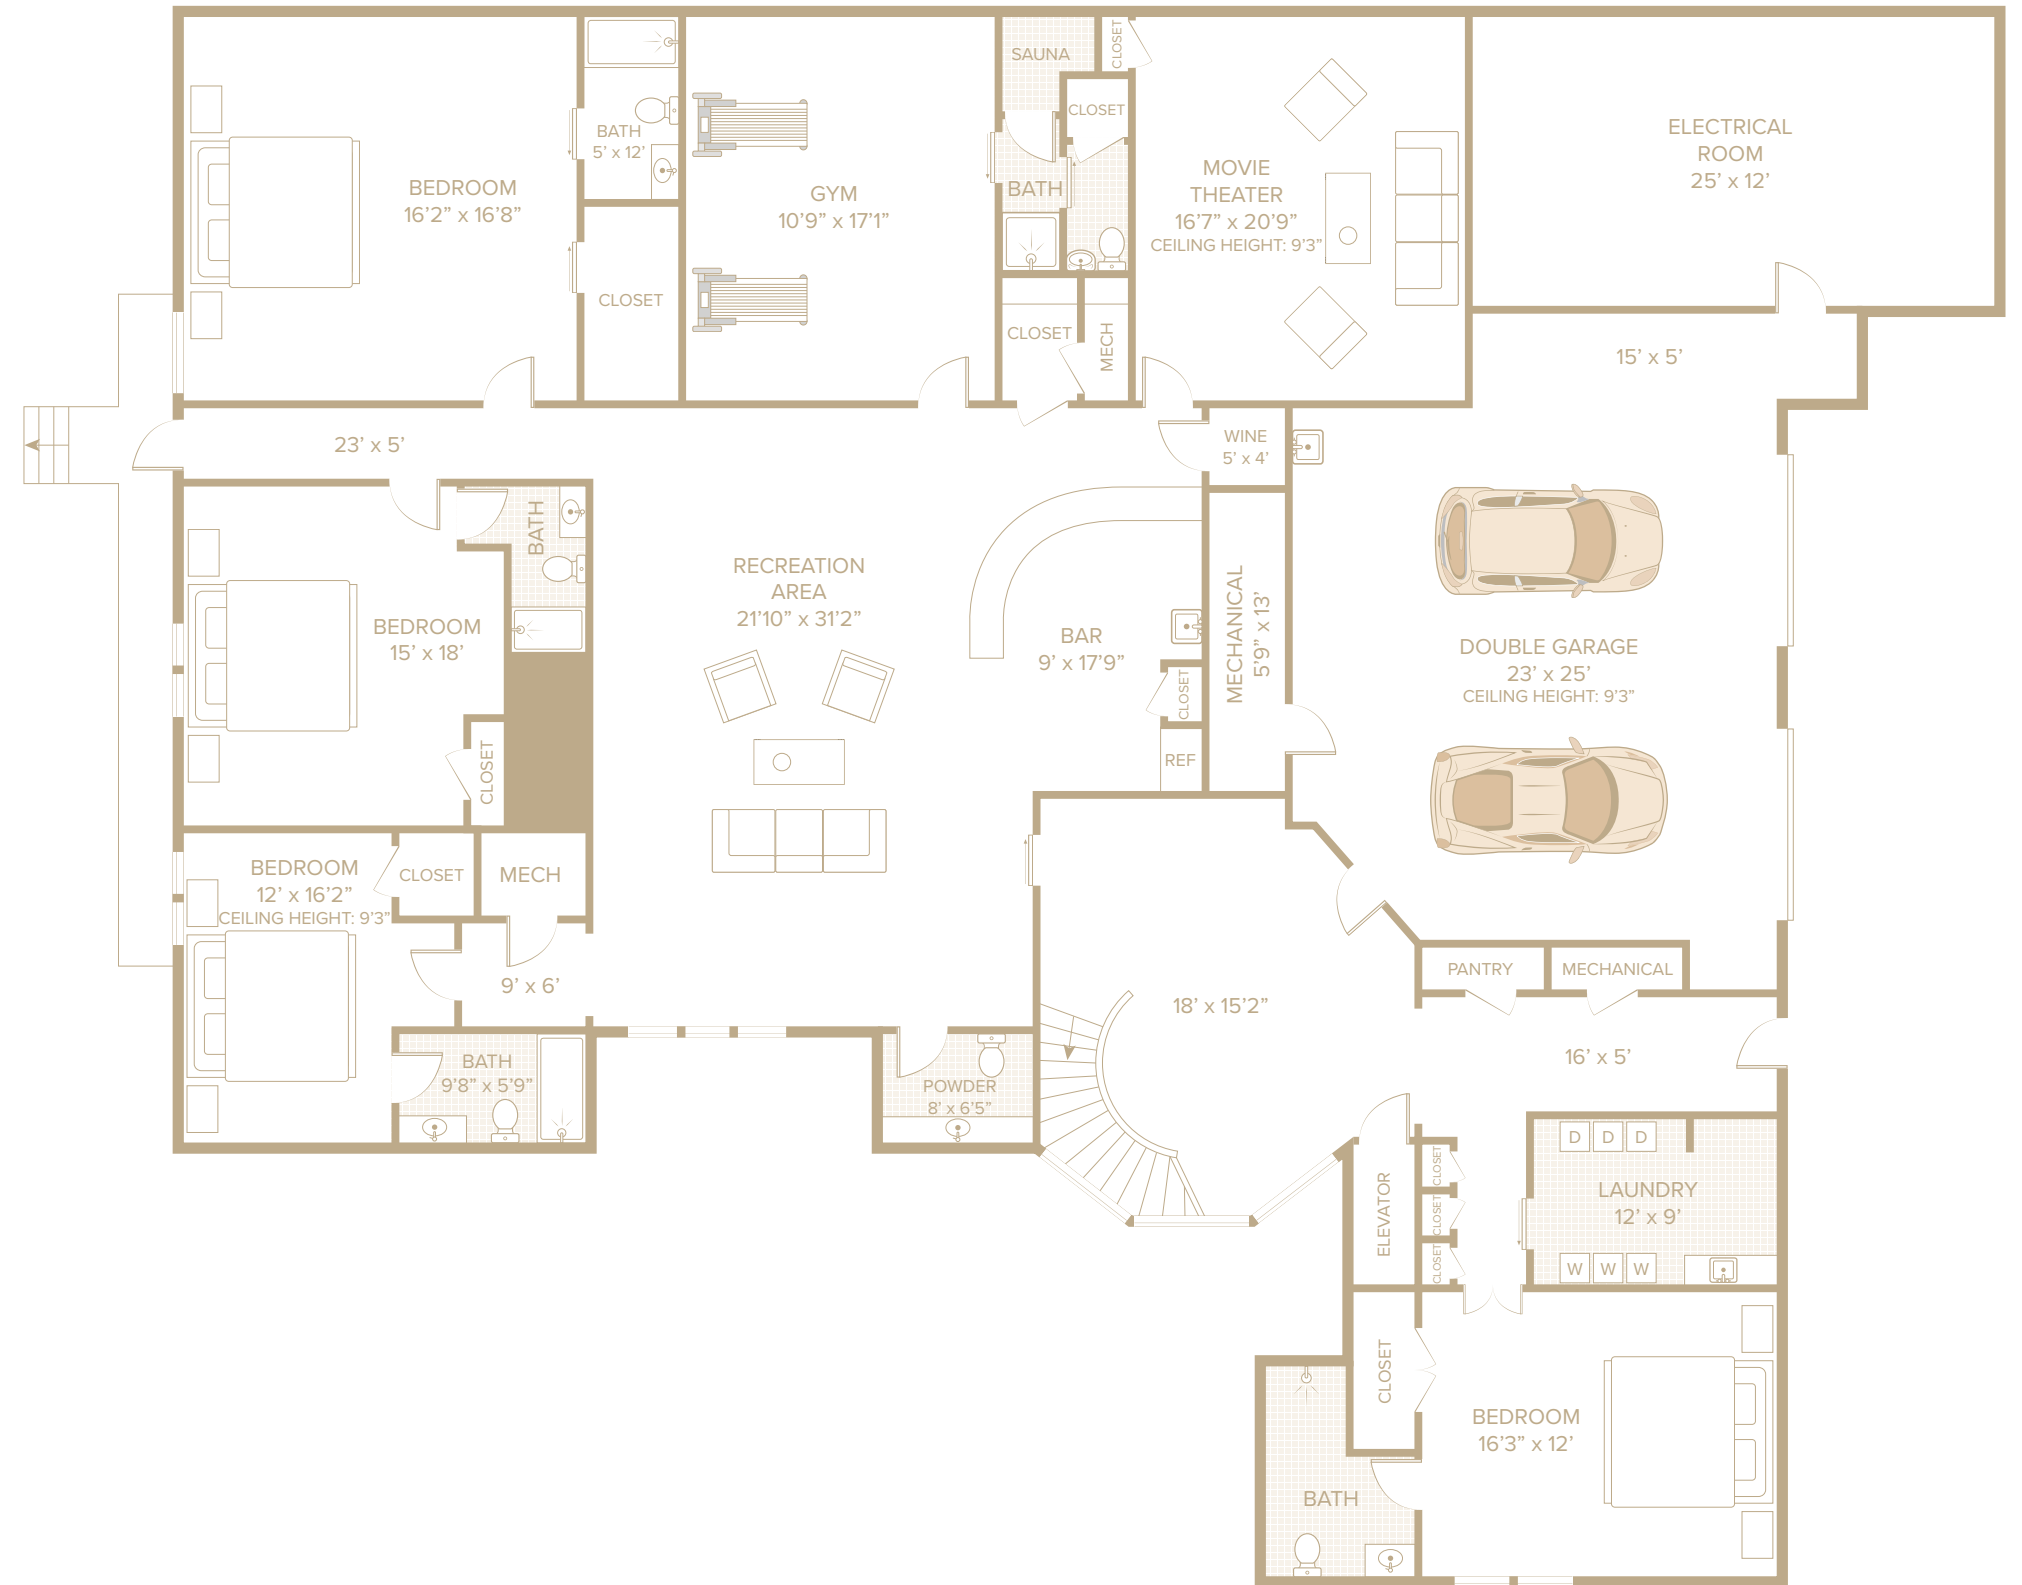 SAUNA
CLOSET
CLOSET
BATH
5’ x 12’
BEDROOM
16’2” x 16’8”
GYM
10’9” x 17’1”
BATH
MOVIE
THEATER
16’7” x 20’9”
CEILING HEIGHT: 9’3”
ELECTRICAL
ROOM
25’ x 12’
CLOSET
CLOSET
MECH
15’ x 5’
23’ x 5’
WINE
5’ x 4’
BATH
RECREATION
AREA
21’10” x 31’2”
BEDROOM
15’ x 18’
BAR
9’ x 17’9”
MECHANICAL
5’9” x 13’
DOUBLE GARAGE
23’ x 25’
CEILING HEIGHT: 9’3”
CLOSET
REF
CLOSET
BEDROOM
12’ x 16’2”
CEILING HEIGHT: 9’3”
CLOSET
MECH
9’ x 6’
PANTRY
MECHANICAL
18’ x 15’2”
16’ x 5’
BATH
9’8” x 5’9”
POWDER
8’ x 6’5”
D D D
CLOSET
CLOSET
CLOSET
ELEVATOR
LAUNDRY
12’ x 9’
W W W
CLOSET
BEDROOM
16’3” x 12’
BATH